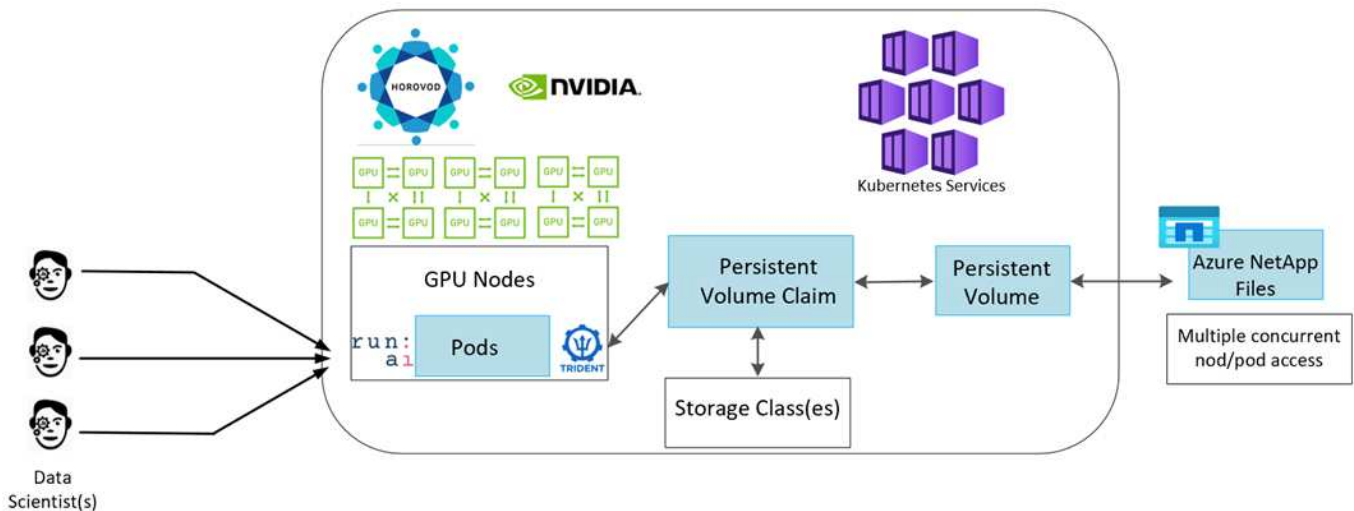 HOROVOD
NVIDIA.
Kubernetes Services
GPU GPU GPU GPU GPU GPU
GPU GPU GPU GPU GPU GPU
GPU Nodes
run:
ai
Pods
TRIDENT
Persistent
Volume Claim
Storage Class(es)
Persistent
Volume
Azure NetApp
Files
Multiple concurrent
nod/pod access
Data
Scientist(s)